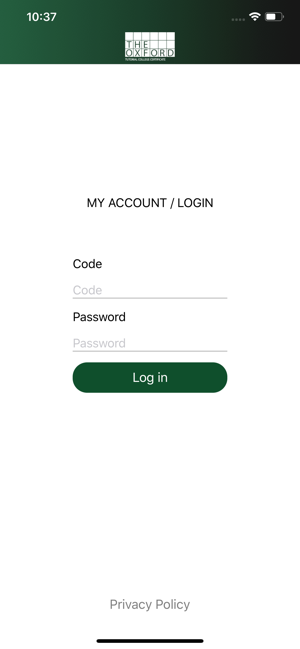 10:37
THE
OXFORD
TUTORIAL COLLEGE CERTIFICATE
MY ACCOUNT / LOGIN
Code
Code
Password
Password
Log in
Privacy Policy